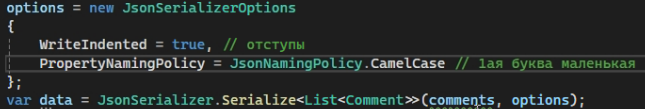 options = new JsonSerializerOptions
{
WriteIndented = true, // отступы
PropertyNamingPolicy = JsonNamingPolicy.CamelCase // 1ая буква маленькая
};
var data = JsonSerializer.Serialize<List<Comment>>(comments, options);